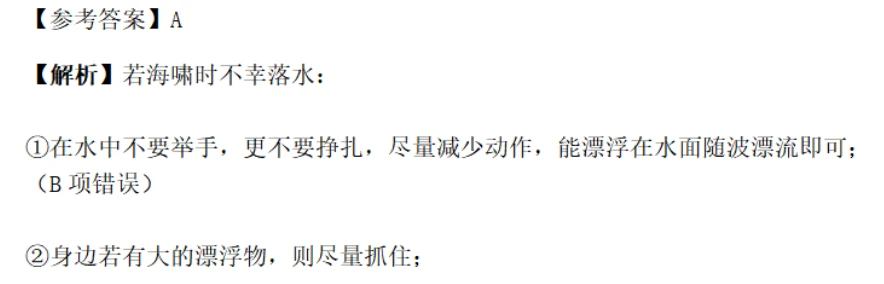 【参考答案】A
【解析】若海啸时不幸落水：
①在水中不要举手，更不要挣扎，尽量减少动作，能漂浮在水面随波漂流即可；
（B 项错误）
②身边若有大的漂浮物，则尽量抓住；